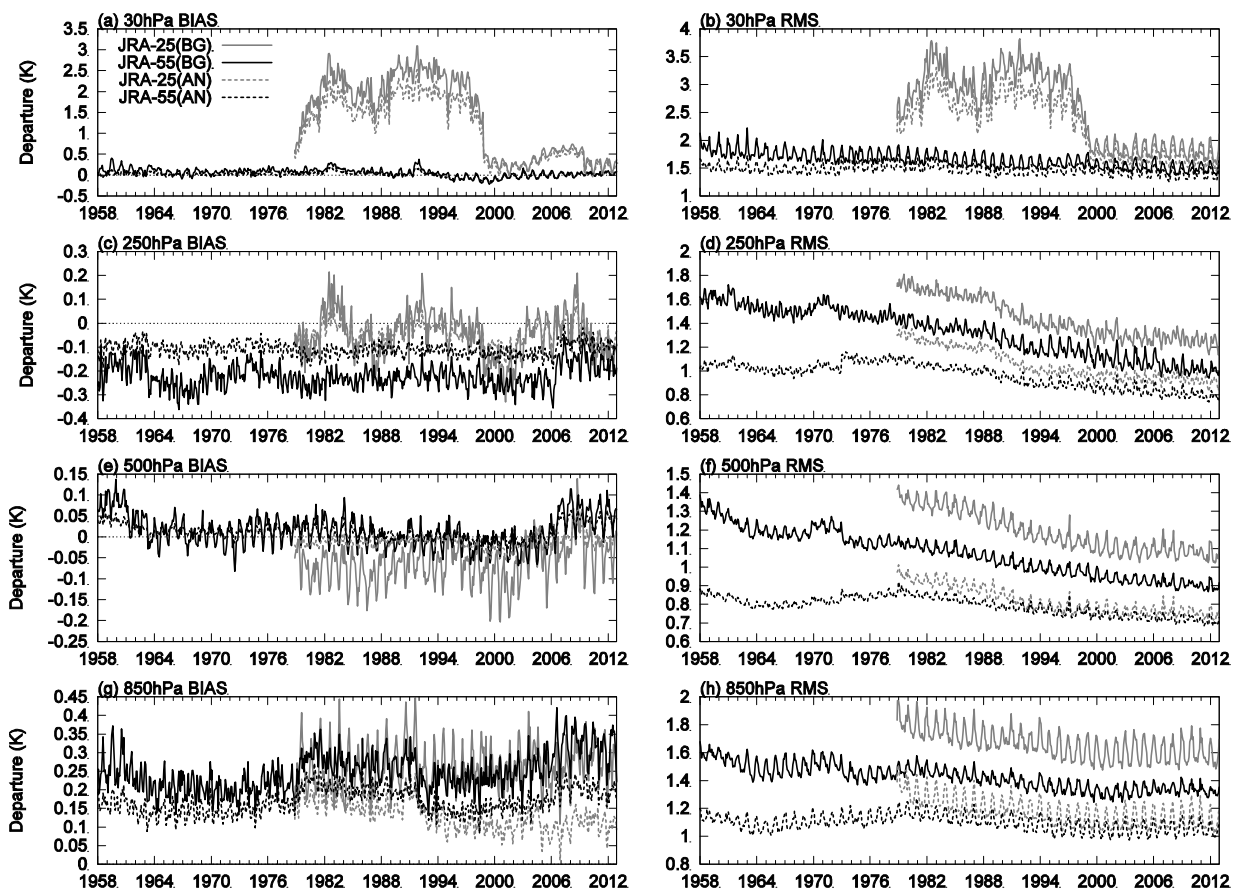 (a) 30hPa BIAS
JRA-25(BG)
JRA-55(BG)
JRA-25(AN)
JRA-55(AN)
Departure (K)
3.5
3
2.5
2
1.5
1
0.5
0
-0.5
1958 1964 1970 1976 1982 1988 1994 2000 2006 2012
(b) 30hPa RMS
4
3.5
3
2.5
2
1.5
1
1958 1964 1970 1976 1982 1988 1994 2000 2006 2012
(c) 250hPa BIAS
Departure (K)
0.3
0.2
0.1
0
-0.1
-0.2
-0.3
-0.4
1958 1964 1970 1976 1982 1988 1994 2000 2006 2012
(d) 250hPa RMS
2
1.8
1.6
1.4
1.2
1
0.8
0.6
1958 1964 1970 1976 1982 1988 1994 2000 2006 2012
(e) 500hPa BIAS
Departure (K)
0.15
0.1
0.05
0
-0.05
-0.1
-0.15
-0.2
-0.25
1958 1964 1970 1976 1982 1988 1994 2000 2006 2012
(f) 500hPa RMS
1.5
1.4
1.3
1.2
1.1
1
0.9
0.8
0.7
0.6
1958 1964 1970 1976 1982 1988 1994 2000 2006 2012
(g) 850hPa BIAS
Departure (K)
0.45
0.4
0.35
0.3
0.25
0.2
0.15
0.1
0.05
0
1958 1964 1970 1976 1982 1988 1994 2000 2006 2012
(h) 850hPa RMS
2
1.8
1.6
1.4
1.2
1
0.8
1958 1964 1970 1976 1982 1988 1994 2000 2006 2012